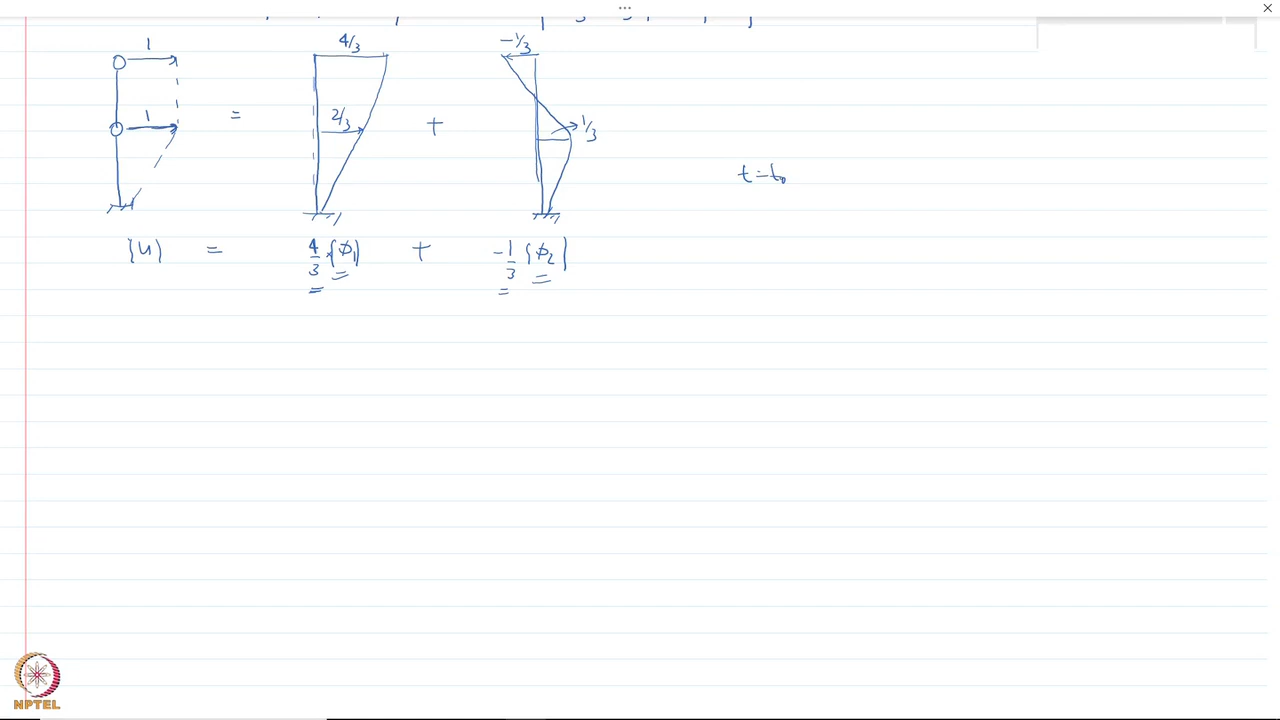 1 4/3 -1/3
1 = 2/3 + 1/3
t=t₀
{u} = 4/3 × {ϕ₁} + -1/3 {ϕ₂}
NPTEL